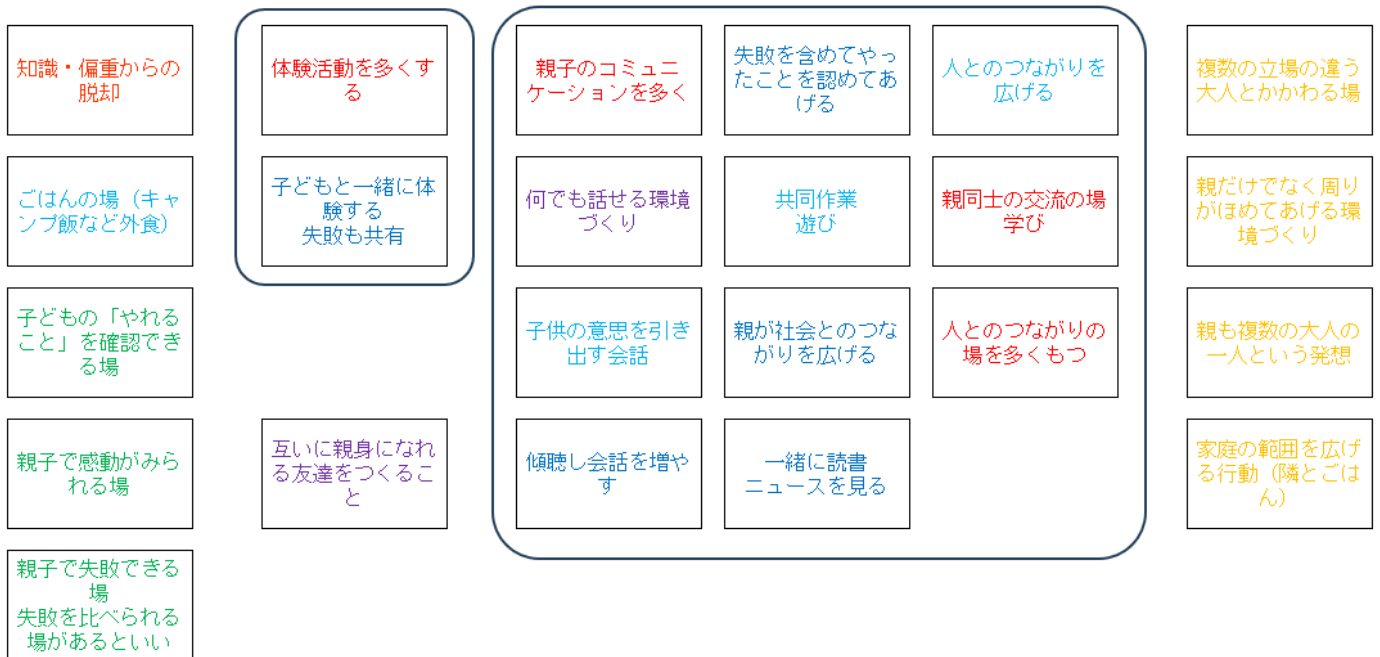 知識・偏重からの
脱却
体験活動を多くす
る
親子のコミュニ
ケーションを多く
失敗を含めてやっ
たことを認めてあ
げる
人とのつながりを
広げる
複数の立場の違う
大人とかかわる場
ごはんの場（キャ
ンプ飯など外食）
子どもと一緒に体
験する
失敗も共有
何でも話せる環境
づくり
共同作業
遊び
親同士の交流の場
学び
親だけでなく周り
がほめてあげる環
境づくり
子どもの「やれる
こと」を確認でき
る場
子供の意思を引き
出す会話
親が社会とのつな
がりを広げる
人とのつながりの
場を多くもつ
親も複数の大人の
一人という発想
親子で感動がみら
れる場
互いに親身になれ
る友達をつくるこ
と
傾聴し会話を増や
す
一緒に読書
ニュースを見る
家庭の範囲を広げ
る行動（隣とごは
ん）
親子で失敗できる
場
失敗を比べられる
場があるといい